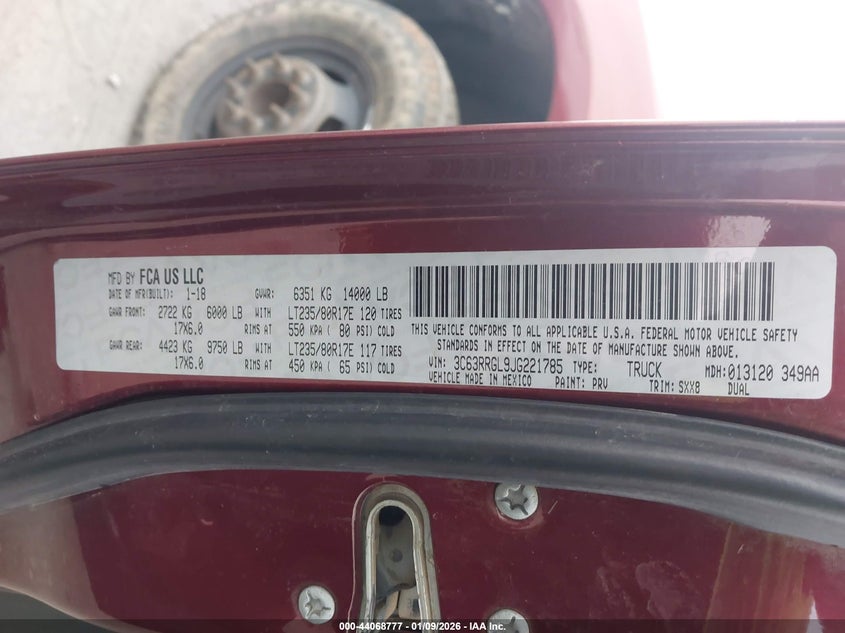 MFD BY FCA US LLC
DATE OF MFR(BUILT): 1-18 GVWR: 6351 KG 14000 LB
GAWR FRONT: 2722 KG 6000 LB WITH LT235/80R17E 120 TIRES
17X6.0 RIMS AT 550 KPA ( 80 PSI) COLD
GAWR REAR: 4423 KG 9750 LB WITH LT235/80R17E 117 TIRES
17X6.0 RIMS AT 450 KPA ( 65 PSI) COLD
THIS VEHICLE CONFORMS TO ALL APPLICABLE U.S.A. FEDERAL MOTOR VEHICLE SAFETY
STANDARDS IN EFFECT ON THE DATE OF MANUFACTURE SHOWN ABOVE.
VIN: 3C63RRGL9JG221785 TYPE: TRUCK MDH: 013120 349AA
VEHICLE MADE IN MEXICO PAINT: PRV TRIM: SXX8 DUAL
000-44068777 - 01/09/2026 - IAA Inc.